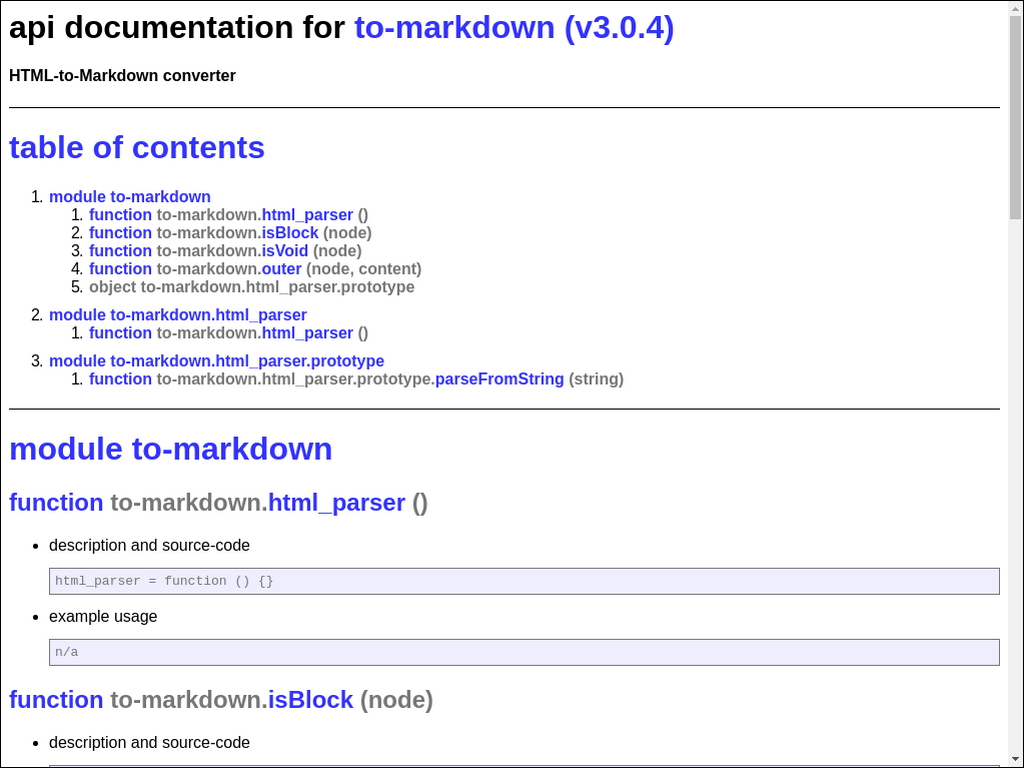 api documentation for to-markdown (v3.0.4)
HTML-to-Markdown converter
table of contents
1. module to-markdown
1. function to-markdown.html_parser ()
2. function to-markdown.isBlock (node)
3. function to-markdown.isVoid (node)
4. function to-markdown.outer (node, content)
5. object to-markdown.html_parser.prototype
2. module to-markdown.html_parser
1. function to-markdown.html_parser ()
3. module to-markdown.html_parser.prototype
1. function to-markdown.html_parser.prototype.parseFromString (string)
module to-markdown
function to-markdown.html_parser ()
• description and source-code
html_parser = function () {}
• example usage
n/a
function to-markdown.isBlock (node)
• description and source-code